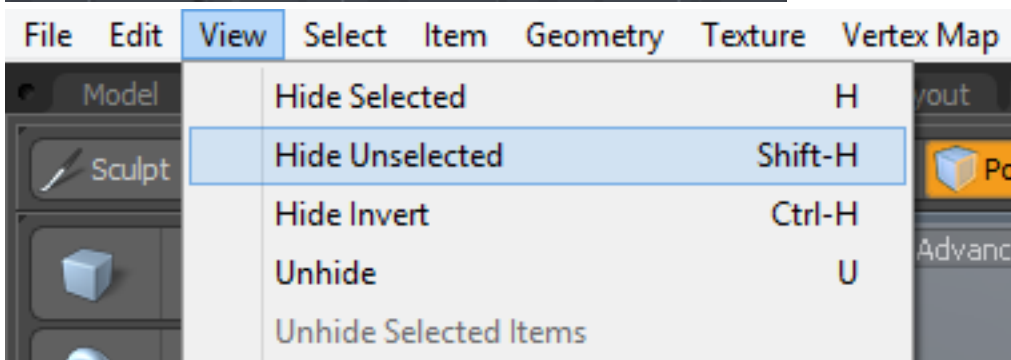 File Edit View Select Item Geometry Texture Vertex Map
Model
Hide Selected H
Sculpt Hide Unselected Shift-H
Hide Invert Ctrl-H
Unhide U
Unhide Selected Items